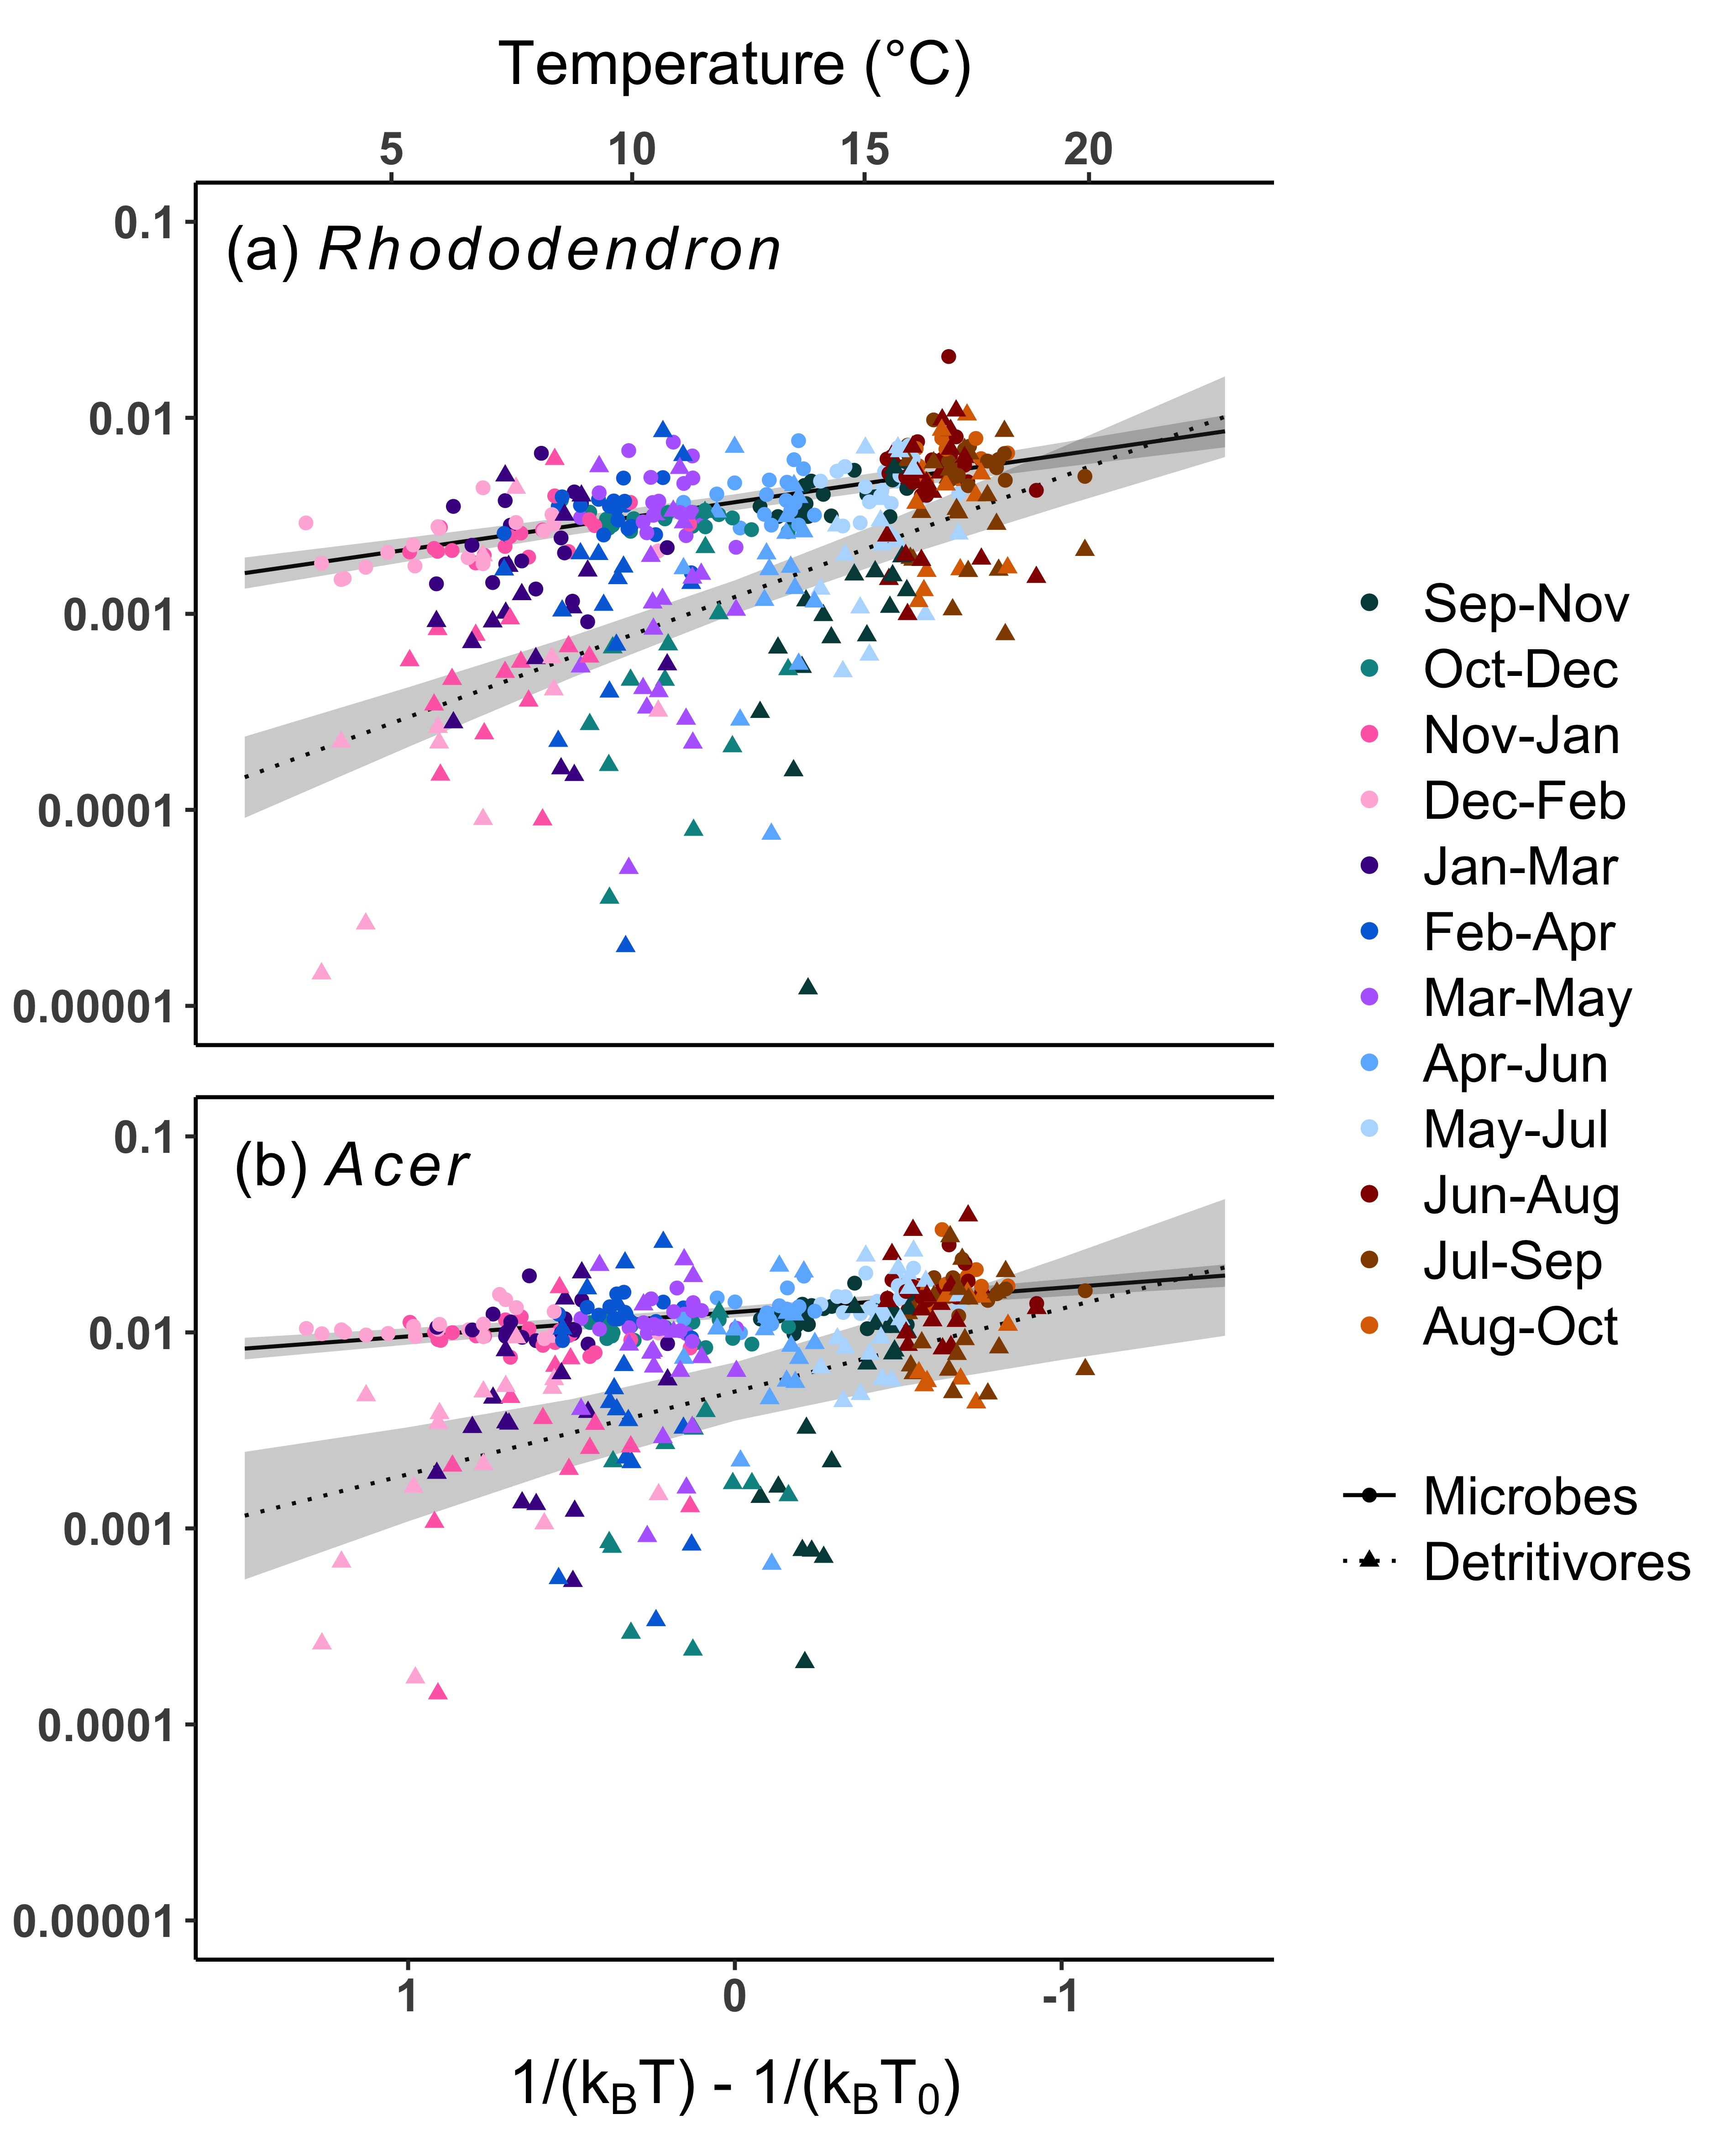 Temperature (°C)
5 10 15 20
(a) Rhododendron
0.1
0.01
0.001
0.0001
0.00001
(b) Acer
0.1
0.01
0.001
0.0001
0.00001
1 0 -1
1/(k_BT) - 1/(k_BT_0)
Sep-Nov
Oct-Dec
Nov-Jan
Dec-Feb
Jan-Mar
Feb-Apr
Mar-May
Apr-Jun
May-Jul
Jun-Aug
Jul-Sep
Aug-Oct
Microbes
Detritivores